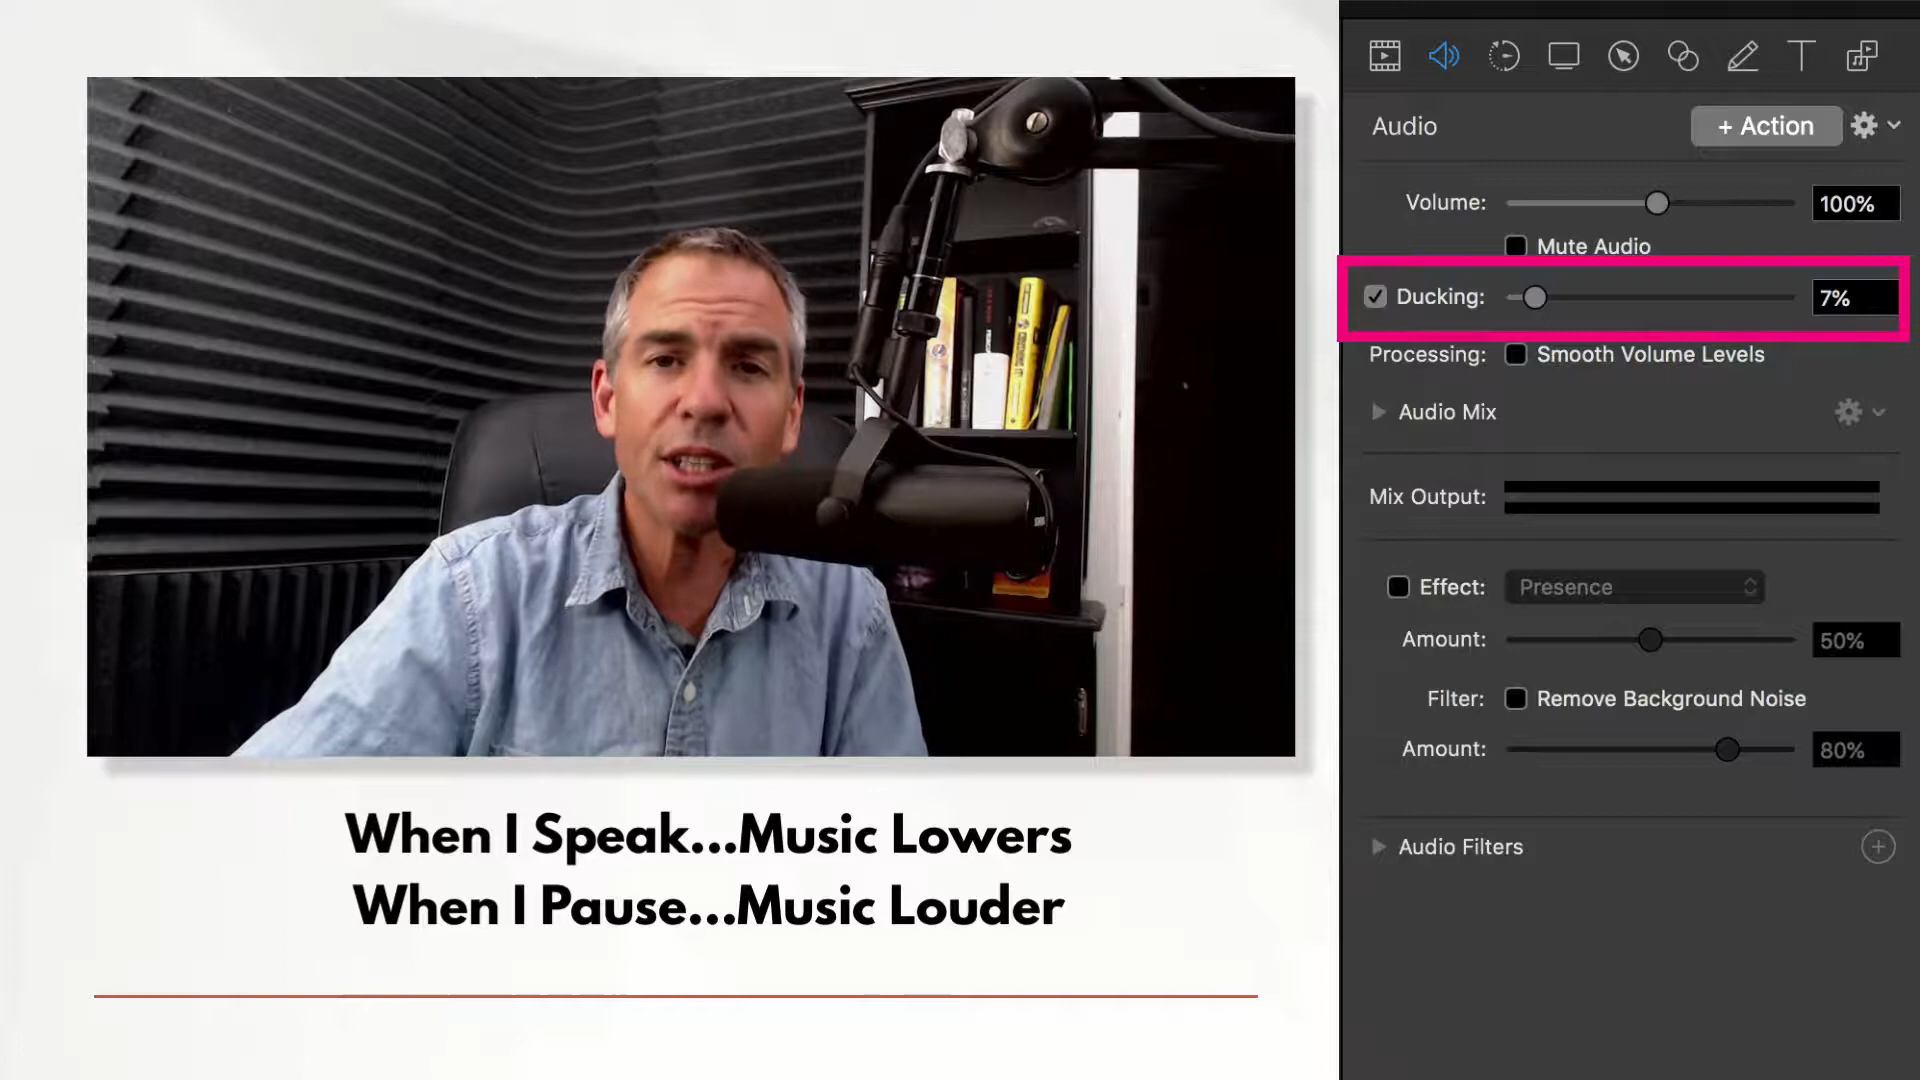 Audio
+ Action
Volume:
100%
Mute Audio
Ducking:
7%
Processing:
Smooth Volume Levels
Audio Mix
Mix Output:
Effect:
Presence
Amount:
50%
Filter:
Remove Background Noise
Amount:
80%
Audio Filters
When I Speak...Music Lowers
When I Pause...Music Louder